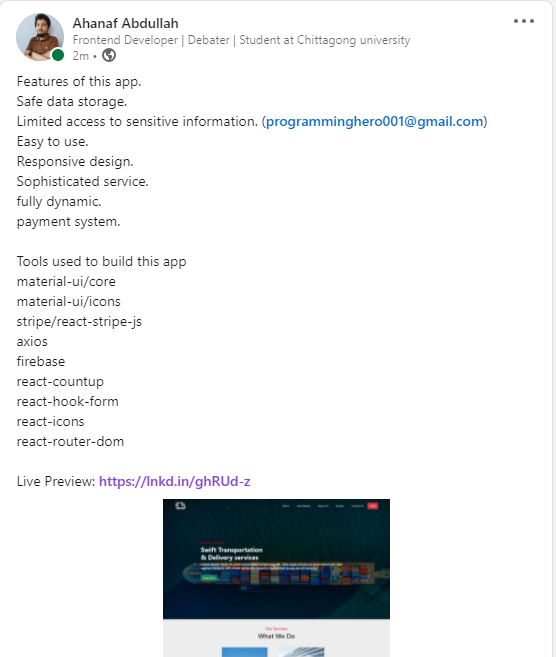 Ahanaf Abdullah
Frontend Developer | Debater | Student at Chittagong university
2m •
Features of this app.
Safe data storage.
Limited access to sensitive information. (programminghero001@gmail.com)
Easy to use.
Responsive design.
Sophisticated service.
fully dynamic.
payment system.
Tools used to build this app
material-ui/core
material-ui/icons
stripe/react-stripe-js
axios
firebase
react-countup
react-hook-form
react-icons
react-router-dom
Live Preview: https://lnkd.in/ghRUd-z
Swift Transportation
& Delivery services
What We Do